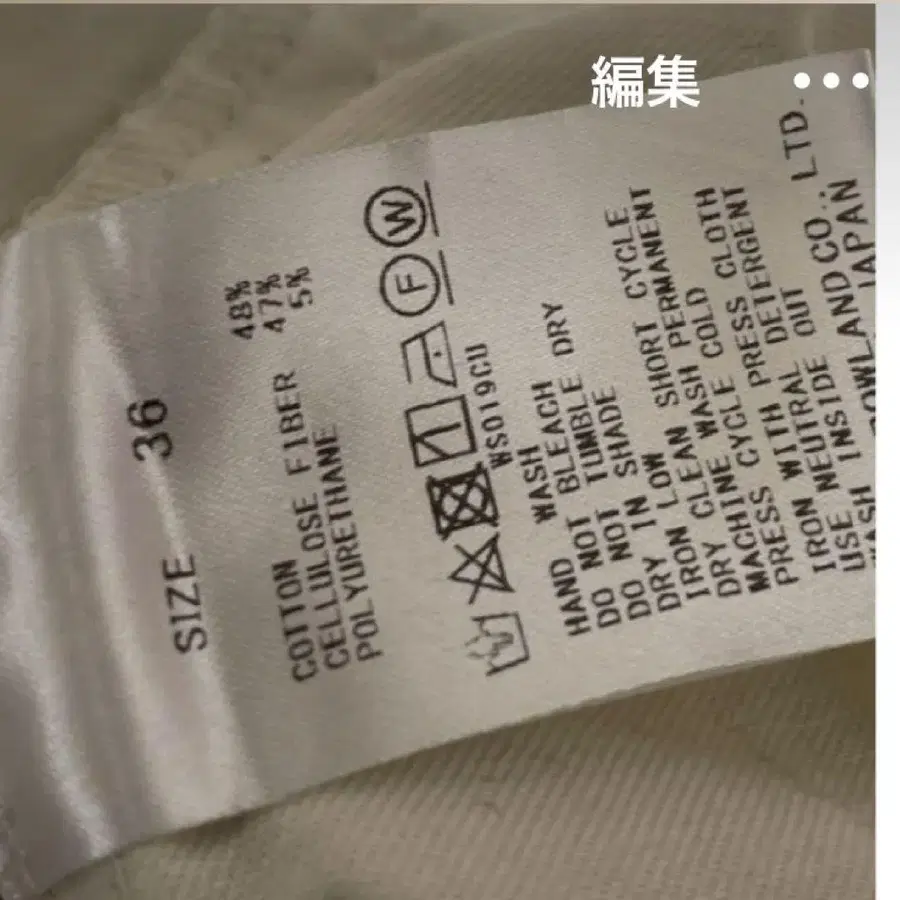 編集
SIZE 36
COTTON 48%
CELLULOSE FIBER 47%
POLYURETHANE 5%
F W
WS019CU
HAND WASH
DO NOT BLEACH
DO NOT TUMBLE DRY
DRY IN SHADE
IRON LOW
DRY CLEAN SHORT CYCLE
MACHINE WASH COLD PERMANENT
PRESS CYCLE
IRON WITH PRESS CLOTH
USE NEUTRAL DETERGENT
WASH INSIDE OUT
CO., LTD.
JAPAN